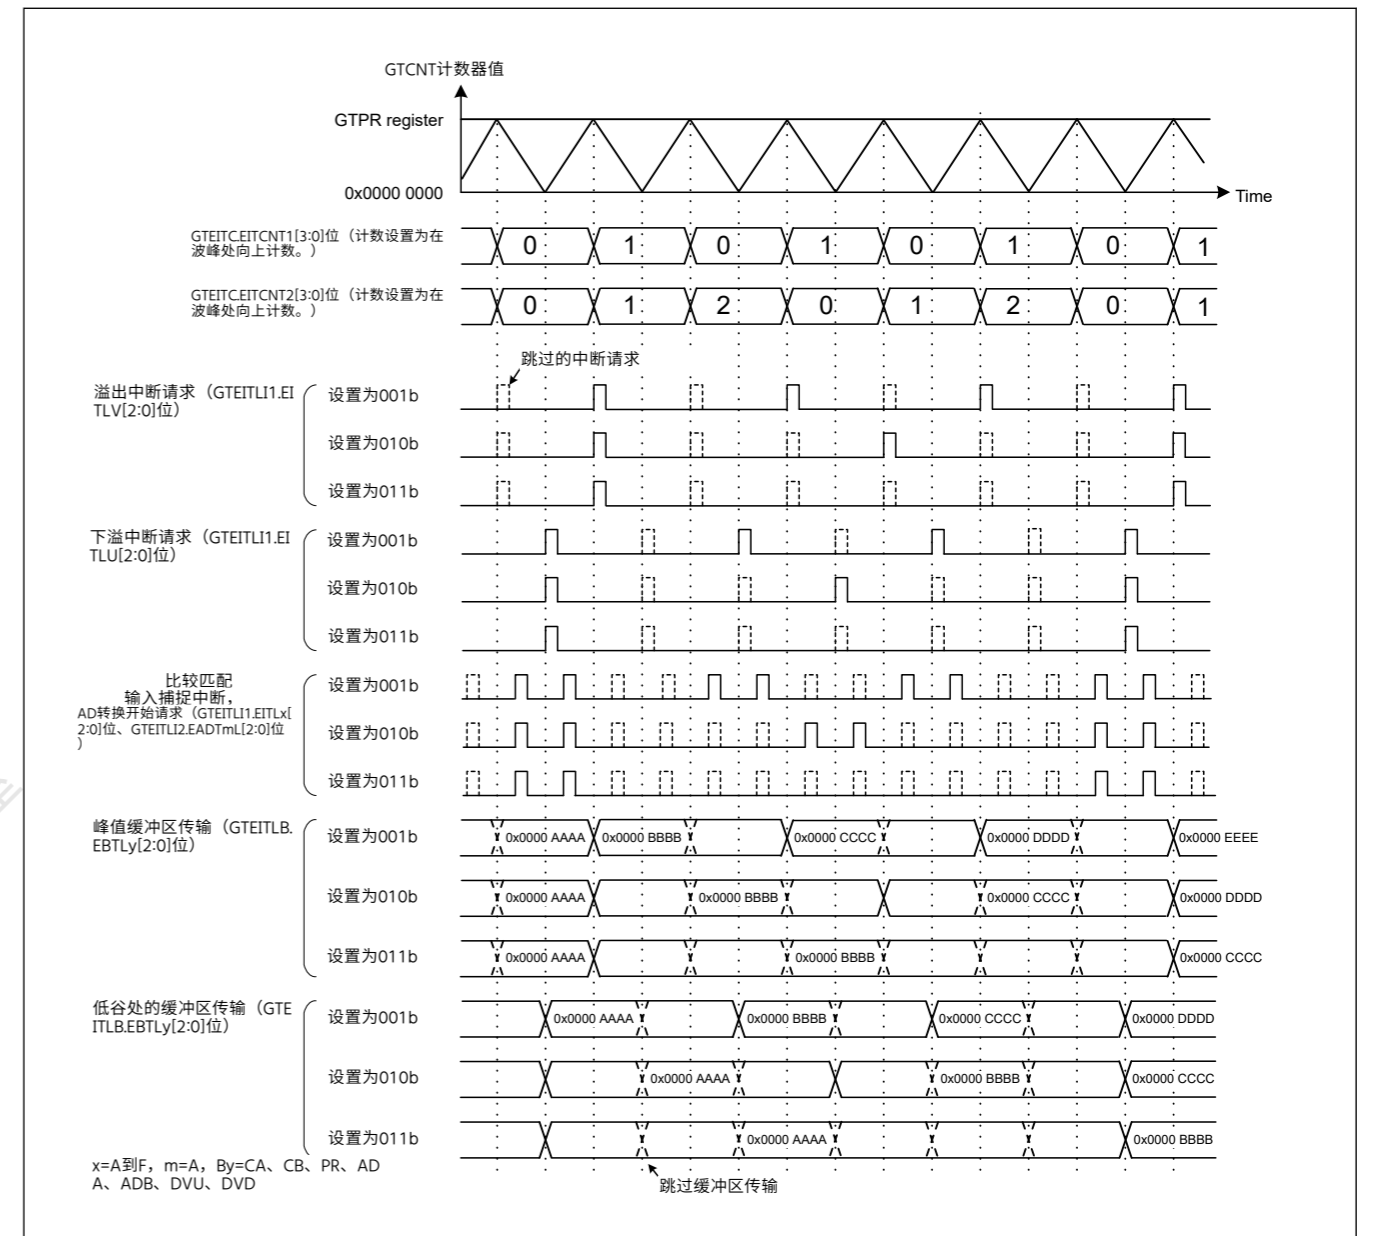 GTCNT计数器值
GTPR register
0x0000 0000
Time
GTEITC.EITCNT1[3:0]位（计数设置为在
波峰处向上计数。）
0 1 0 1 0 1 0 1
GTEITC.EITCNT2[3:0]位（计数设置为在
波峰处向上计数。）
0 1 2 0 1 2 0 1
跳过的中断请求
溢出中断请求（GTEITLI1.EI
TLV[2:0]位）
设置为001b
设置为010b
设置为011b
下溢中断请求（GTEITLI1.EI
TLU[2:0]位）
设置为001b
设置为010b
设置为011b
比较匹配
输入捕捉中断，
AD转换开始请求（GTEITLI1.EITLx[
2:0]位、GTEITLI2.EADTmL[2:0]位
）
设置为001b
设置为010b
设置为011b
峰值缓冲区传输（GTEITLB.
EBTLy[2:0]位）
设置为001b
0x0000 AAAA 0x0000 BBBB 0x0000 CCCC 0x0000 DDDD 0x0000 EEEE
设置为010b
0x0000 AAAA 0x0000 BBBB 0x0000 CCCC 0x0000 DDDD
设置为011b
0x0000 AAAA 0x0000 BBBB 0x0000 CCCC
低谷处的缓冲区传输（GTE
ITLB.EBTLy[2:0]位）
设置为001b
0x0000 AAAA 0x0000 BBBB 0x0000 CCCC 0x0000 DDDD
设置为010b
0x0000 AAAA 0x0000 BBBB 0x0000 CCCC
设置为011b
0x0000 AAAA 0x0000 BBBB
x=A到F，m=A，By=CA、CB、PR、AD
A、ADB、DVU、DVD
跳过缓冲区传输